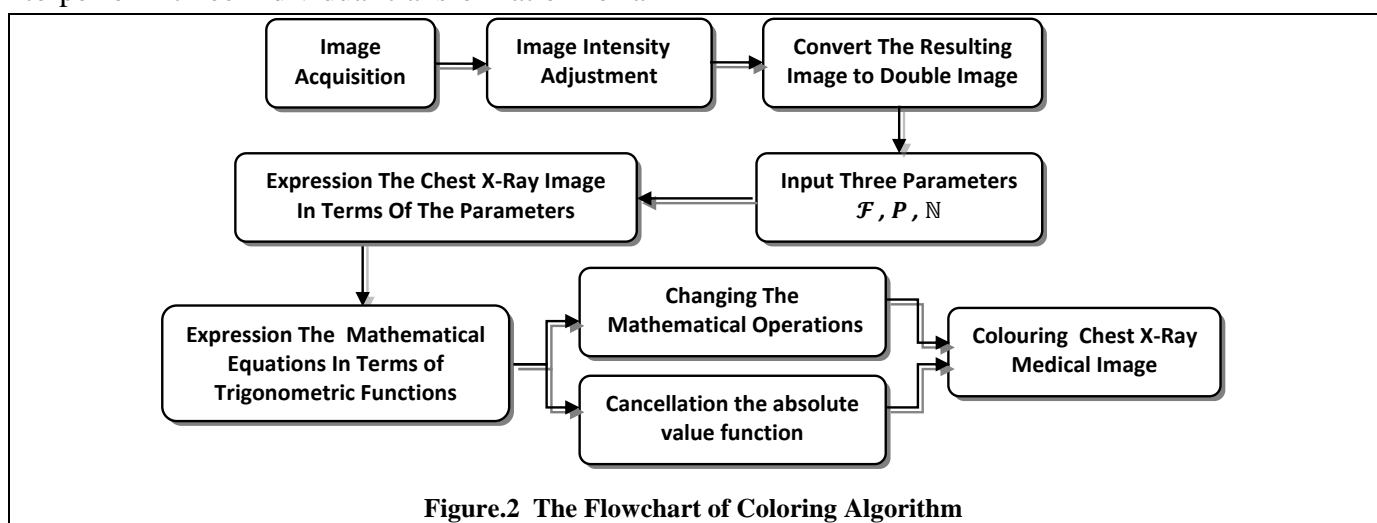 Image
Acquisition
Image Intensity
Adjustment
Convert The Resulting
Image to Double Image
Input Three Parameters
ℱ , P , ℕ
Expression The Chest X-Ray Image
In Terms Of The Parameters
Expression The Mathematical
Equations In Terms of
Trigonometric Functions
Changing The
Mathematical Operations
Cancellation the absolute
value function
Colouring Chest X-Ray
Medical Image
Figure.2 The Flowchart of Coloring Algorithm